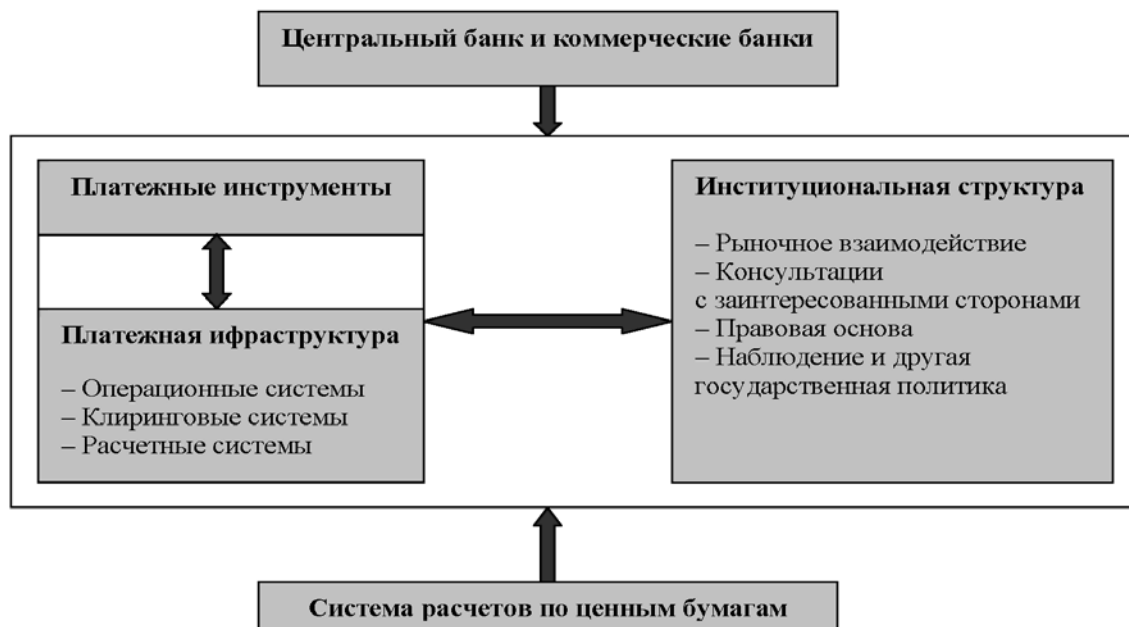 Центральный банк и коммерческие банки
Платежные инструменты
Платежная ифраструктура
– Операционные системы
– Клиринговые системы
– Расчетные системы
Институциональная структура
– Рыночное взаимодействие
– Консультации
с заинтересованными сторонами
– Правовая основа
– Наблюдение и другая
государственная политика
Система расчетов по ценным бумагам